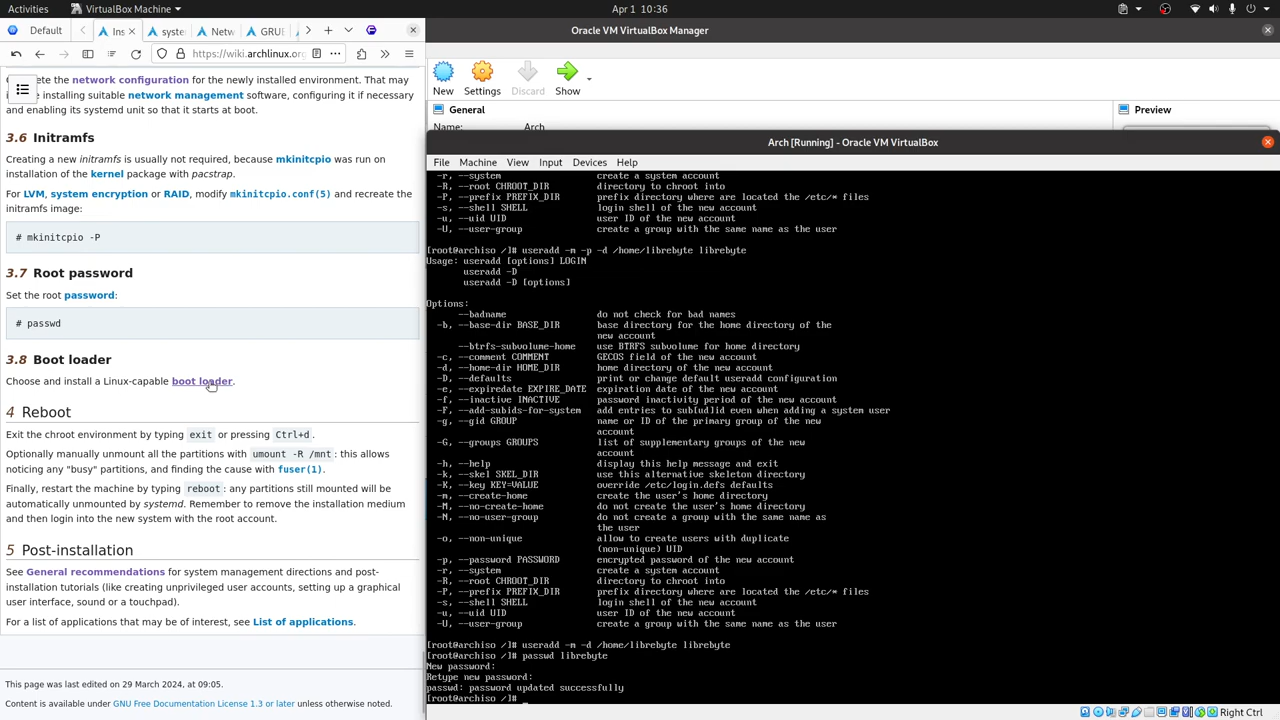 Activities
VirtualBox Machine
Apr 1 10:36
Default
Ins
syste
Netw
GRUB
https://wiki.archlinux.org
network configuration for the newly installed environment. That may
installing suitable network management software, configuring it if necessary
and enabling its systemd unit so that it starts at boot.
3.6 Initramfs
Creating a new initramfs is usually not required, because mkinitcpio was run on
installation of the kernel package with pacstrap.
For LVM, system encryption or RAID, modify mkinitcpio.conf(5) and recreate the
initramfs image:
# mkinitcpio -P
3.7 Root password
Set the root password:
# passwd
3.8 Boot loader
Choose and install a Linux-capable boot loader.
4 Reboot
Exit the chroot environment by typing exit or pressing Ctrl+d.
Optionally manually unmount all the partitions with umount -R /mnt: this allows
noticing any "busy" partitions, and finding the cause with fuser(1).
Finally, restart the machine by typing reboot: any partitions still mounted will be
automatically unmounted by systemd. Remember to remove the installation medium
and then login into the new system with the root account.
5 Post-installation
See General recommendations for system management directions and post-
installation tutorials (like creating unprivileged user accounts, setting up a graphical
user interface, sound or a touchpad).
For a list of applications that may be of interest, see List of applications.
This page was last edited on 29 March 2024, at 09:05.
Content is available under GNU Free Documentation License 1.3 or later unless otherwise noted.
Oracle VM VirtualBox Manager
New
Settings
Discard
Show
General
Preview
Name:
Arch
Arch [Running] - Oracle VM VirtualBox
File Machine View Input Devices Help
-r, --system create a system account
-R, --root CHROOT_DIR directory to chroot into
-P, --prefix PREFIX_DIR prefix directory where are located the /etc/* files
-s, --shell SHELL login shell of the new account
-u, --uid UID user ID of the new account
-U, --user-group create a group with the same name as the user
[root@archiso /]# useradd -m -p -d /home/librebyte librebyte
Usage: useradd [options] LOGIN
useradd -D
useradd -D [options]
Options:
--badname do not check for bad names
-b, --base-dir BASE_DIR base directory for the home directory of the
new account
--btrfs-subvolume-home use BTRFS subvolume for home directory
-c, --comment COMMENT GECOS field of the new account
-d, --home-dir HOME_DIR home directory of the new account
-D, --defaults print or change default useradd configuration
-e, --expiredate EXPIRE_DATE expiration date of the new account
-f, --inactive INACTIVE password inactivity period of the new account
-F, --add-subids-for-system add entries to sub[ud]id even when adding a system user
-g, --gid GROUP name or ID of the primary group of the new
account
-G, --groups GROUPS list of supplementary groups of the new
account
-h, --help display this help message and exit
-k, --skel SKEL_DIR use this alternative skeleton directory
-K, --key KEY=VALUE override /etc/login.defs defaults
-m, --create-home create the user's home directory
-M, --no-create-home do not create the user's home directory
-N, --no-user-group do not create a group with the same name as
the user
-o, --non-unique allow to create users with duplicate
(non-unique) UID
-p, --password PASSWORD encrypted password of the new account
-r, --system create a system account
-R, --root CHROOT_DIR directory to chroot into
-P, --prefix PREFIX_DIR prefix directory where are located the /etc/* files
-s, --shell SHELL login shell of the new account
-u, --uid UID user ID of the new account
-U, --user-group create a group with the same name as the user
[root@archiso /]# useradd -m -d /home/librebyte librebyte
[root@archiso /]# passwd librebyte
New password:
Retype new password:
passwd: password updated successfully
[root@archiso /]#
Right Ctrl